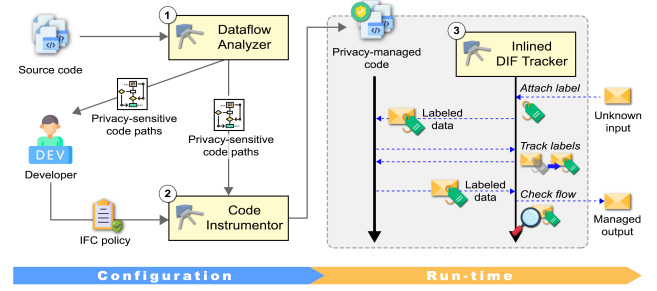 1
Dataflow
Analyzer
Source code
Privacy-sensitive
code paths
Privacy-sensitive
code paths
DEV
Developer
IFC policy
2
Code
Instrumentor
Privacy-managed
code
3
Inlined
DIF Tracker
Attach label
Unknown
input
Labeled
data
Track labels
Labeled
data
Check flow
Managed
output
Configuration
Run-time